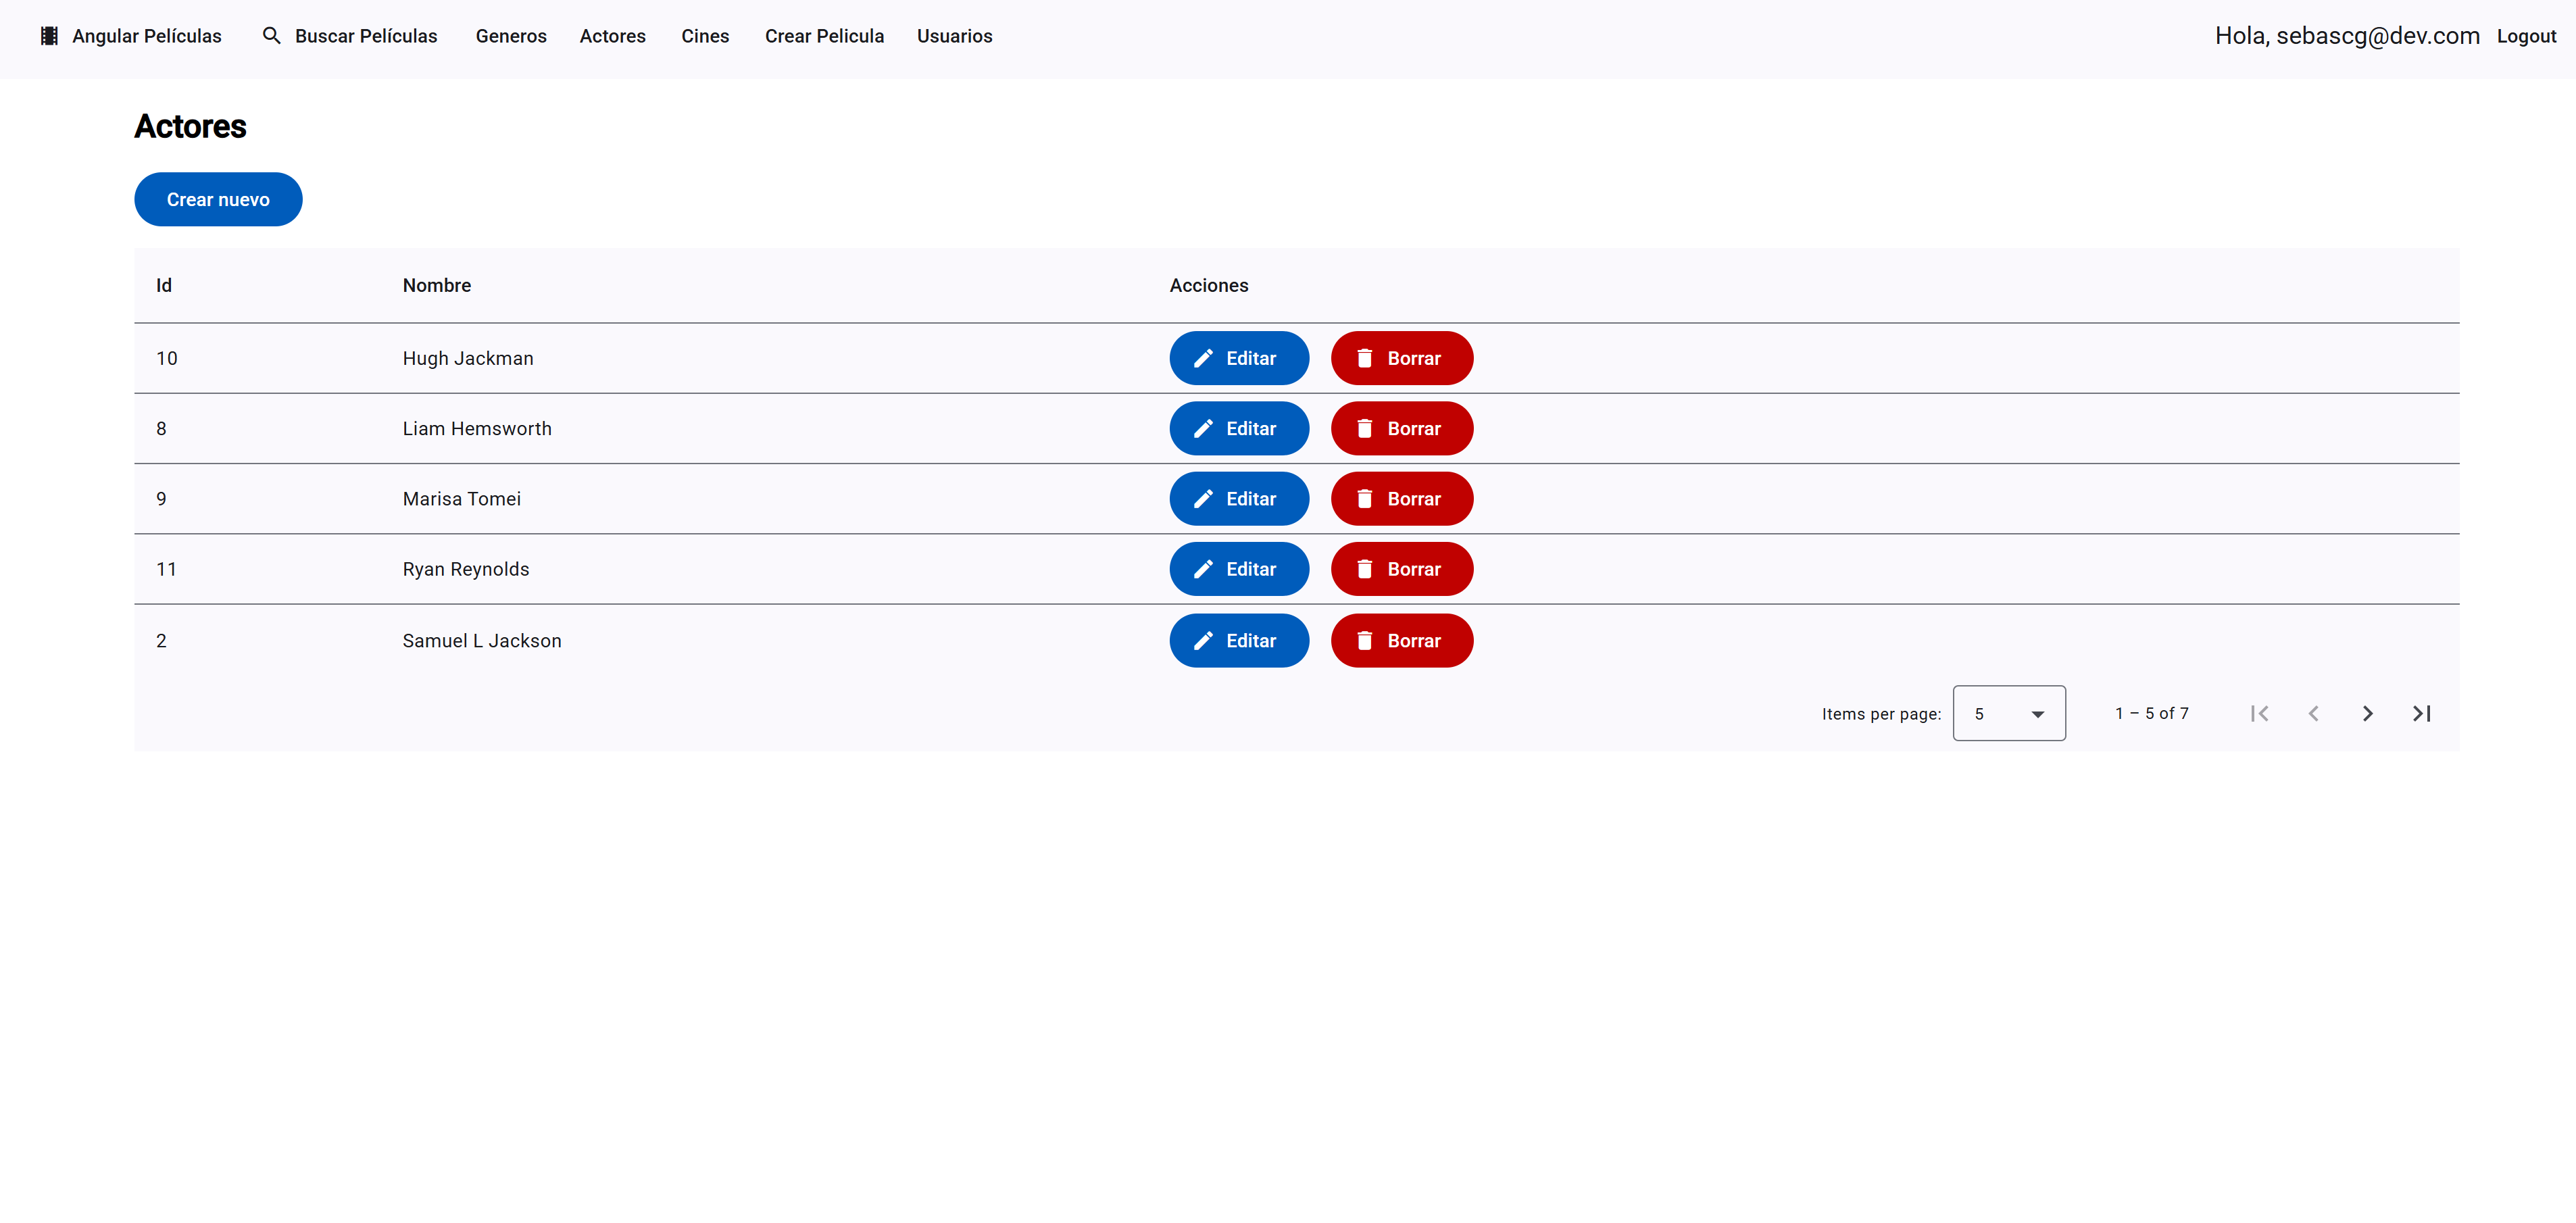 Angular Películas Buscar Películas Generos Actores Cines Crear Pelicula Usuarios Hola, sebascg@dev.com Logout
Actores
Crear nuevo
Id Nombre Acciones
10 Hugh Jackman Editar Borrar
8 Liam Hemsworth Editar Borrar
9 Marisa Tomei Editar Borrar
11 Ryan Reynolds Editar Borrar
2 Samuel L Jackson Editar Borrar
Items per page: 5 1 – 5 of 7